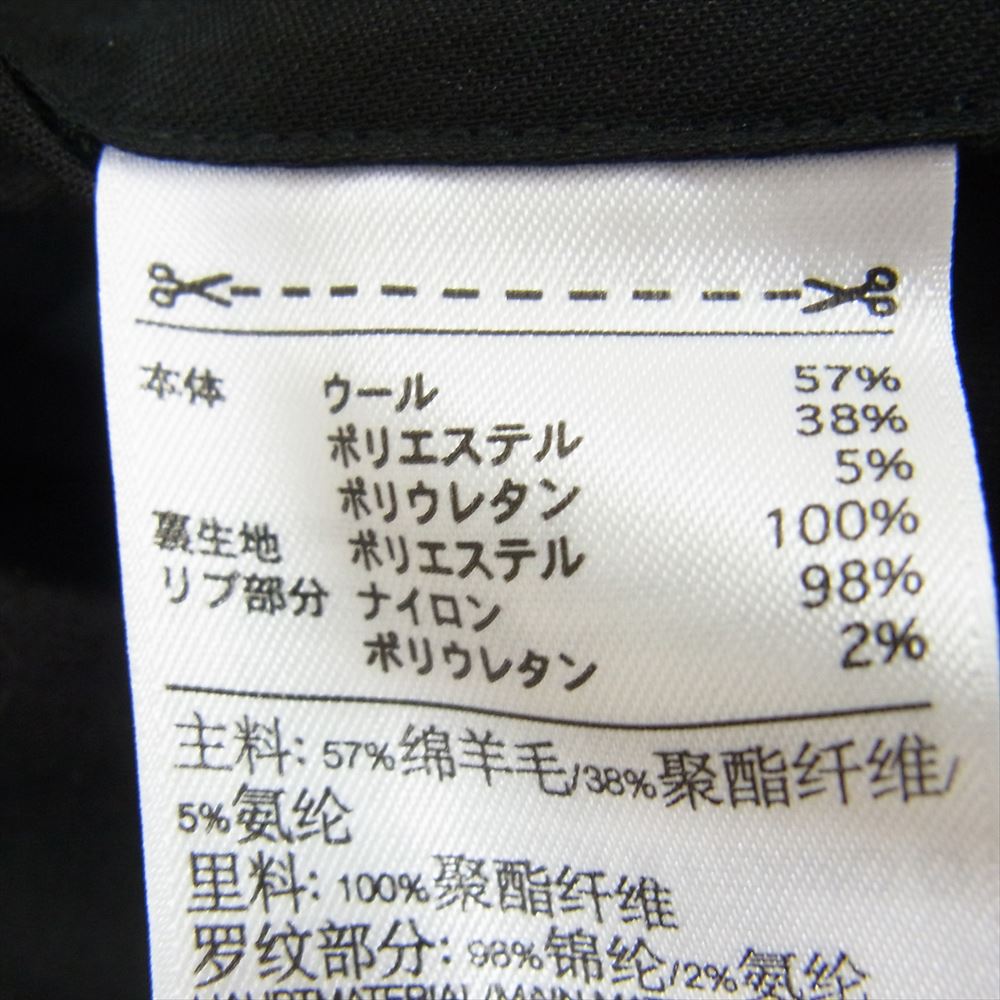 本体 ウール 57%
ポリエステル 38%
ポリウレタン 5%
裏生地 ポリエステル 100%
リブ部分 ナイロン 98%
ポリウレタン 2%
主料: 57%绵羊毛/38%聚酯纤维/
5%氨纶
里料: 100%聚酯纤维
罗纹部分: 98%锦纶/2%氨纶